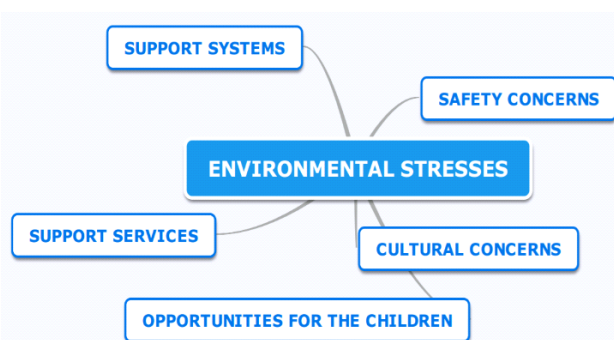 SUPPORT SYSTEMS
SAFETY CONCERNS
ENVIRONMENTAL STRESSES
SUPPORT SERVICES
CULTURAL CONCERNS
OPPORTUNITIES FOR THE CHILDREN